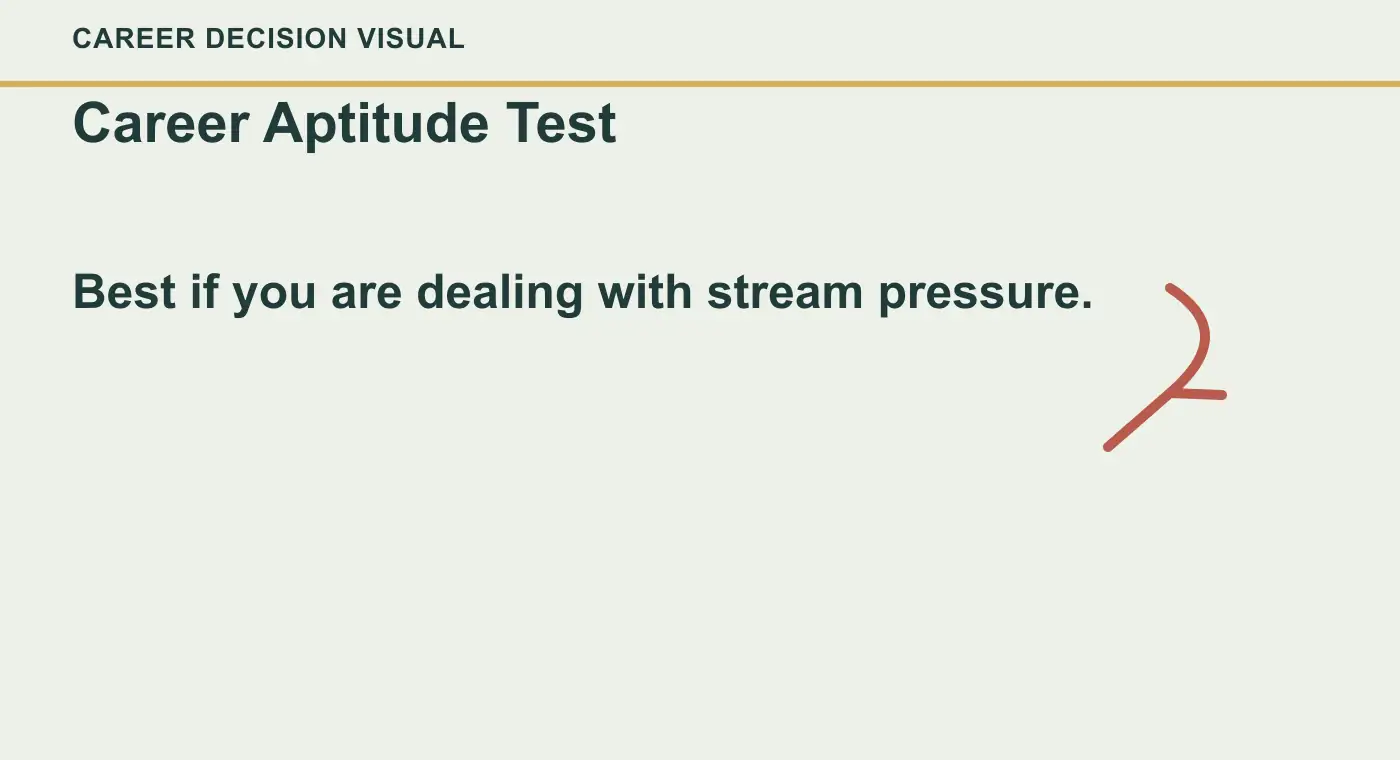 CAREER DECISION VISUAL
Career Aptitude Test
Best if you are dealing with stream pressure.